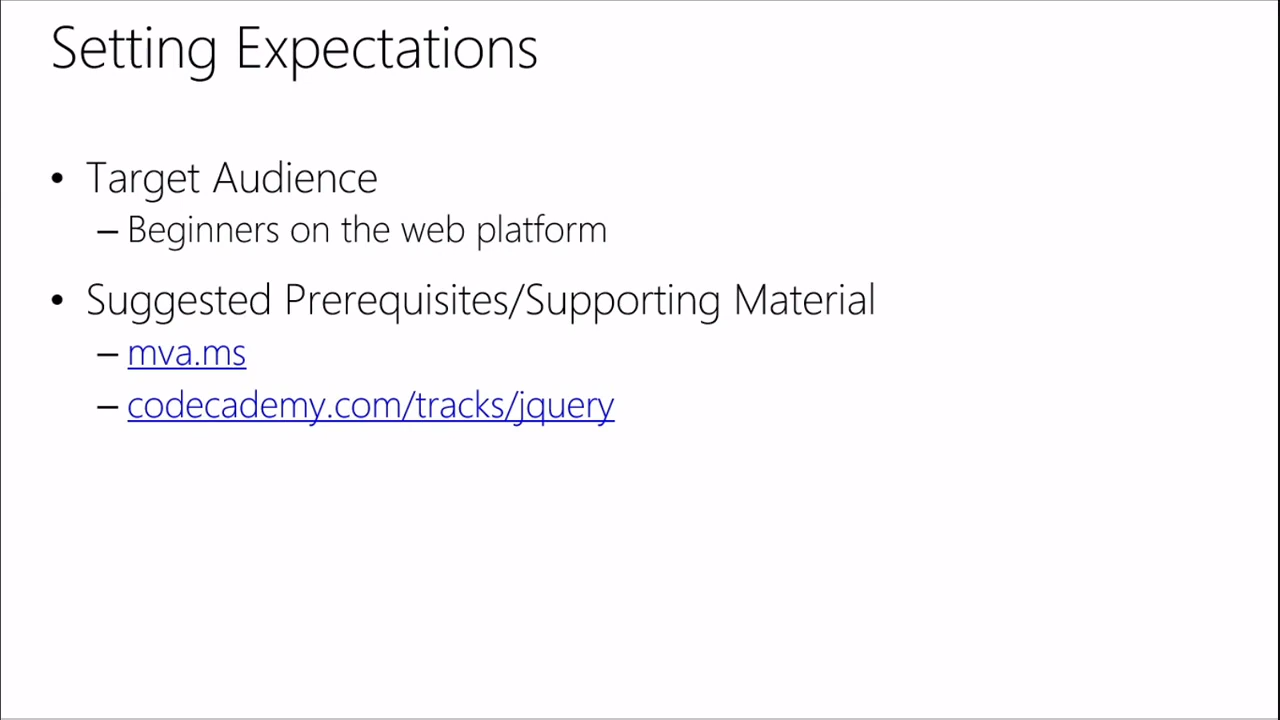 Setting Expectations
• Target Audience
– Beginners on the web platform
• Suggested Prerequisites/Supporting Material
– mva.ms
– codecademy.com/tracks/jquery